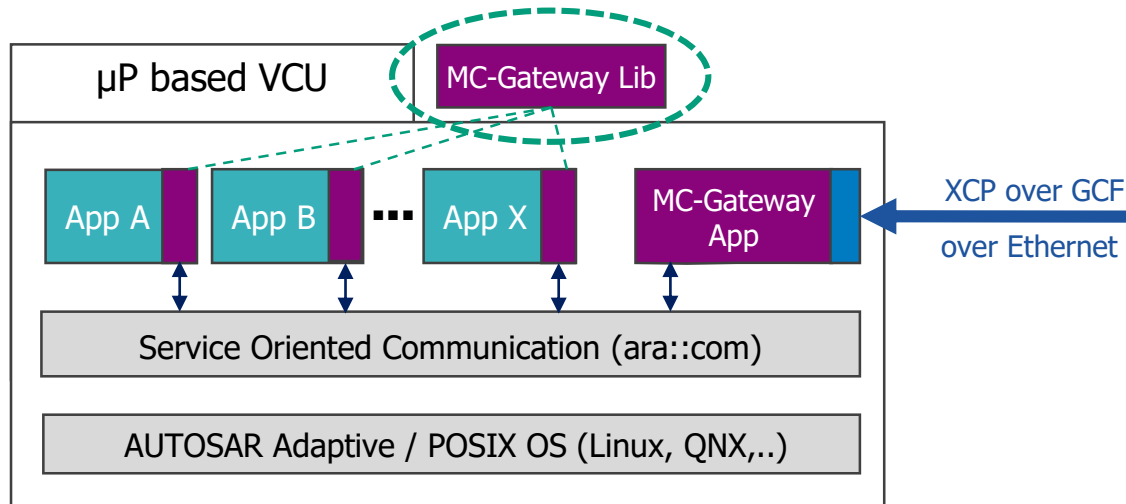 µP based VCU
MC-Gateway Lib
App A
App B
...
App X
MC-Gateway
App
XCP over GCF
over Ethernet
Service Oriented Communication (ara::com)
AUTOSAR Adaptive / POSIX OS (Linux, QNX,..)